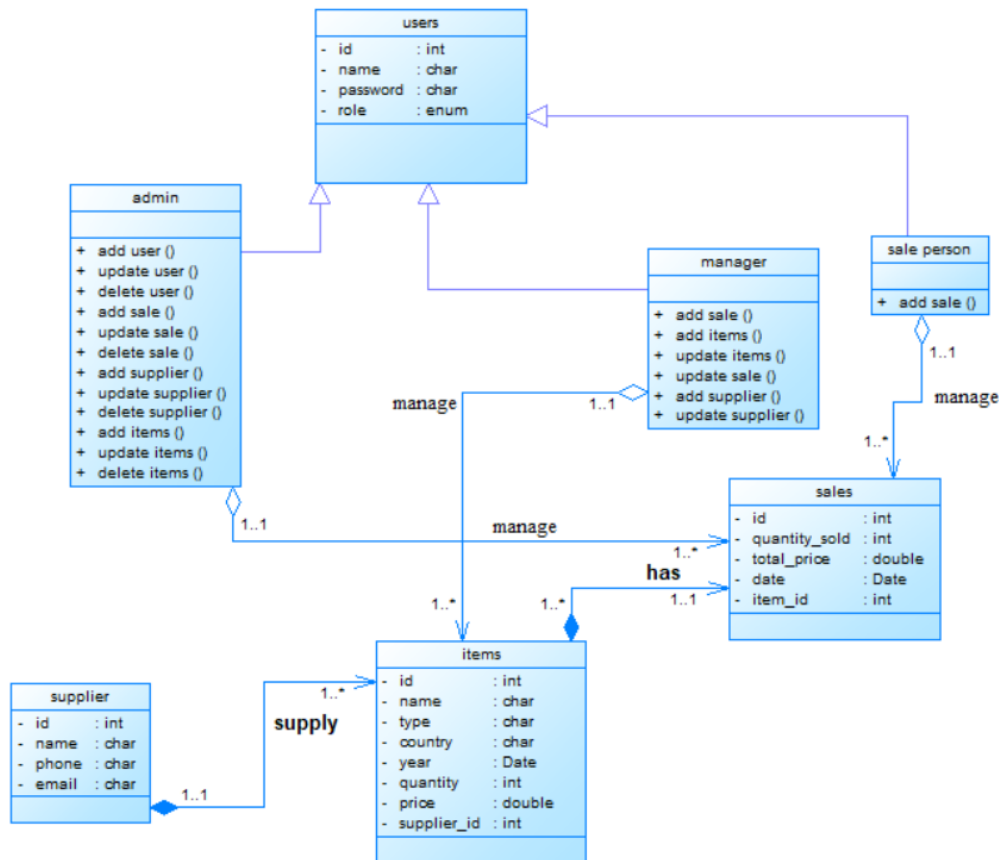 users
- id : int
- name : char
- password : char
- role : enum
admin
+ add user ()
+ update user ()
+ delete user ()
+ add sale ()
+ update sale ()
+ delete sale ()
+ add supplier ()
+ update supplier ()
+ delete supplier ()
+ add items ()
+ update items ()
+ delete items ()
manager
+ add sale ()
+ add items ()
+ update items ()
+ update sale ()
+ add supplier ()
+ update supplier ()
sale person
+ add sale ()
1..1
manage
1..*
manage
1..1
1..*
1..1
manage
1..*
sales
- id : int
- quantity_sold : int
- total_price : double
- date : Date
- item_id : int
has
1..*
1..1
items
- id : int
- name : char
- type : char
- country : char
- year : Date
- quantity : int
- price : double
- supplier_id : int
supplier
- id : int
- name : char
- phone : char
- email : char
1..1
supply
1..*